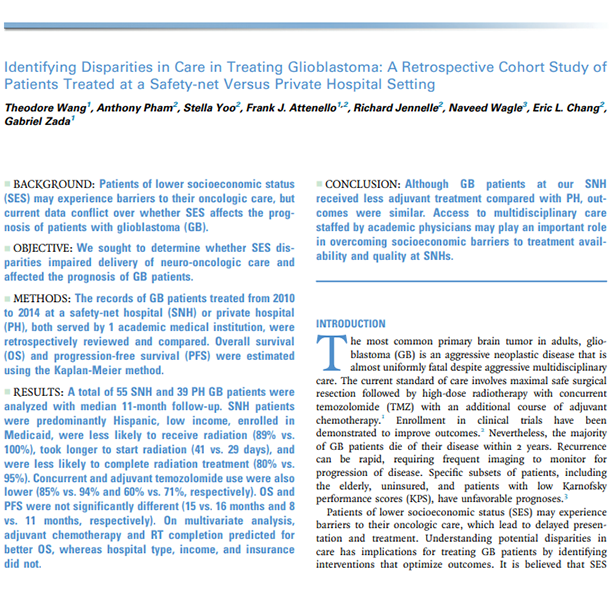 Identifying Disparities in Care in Treating Glioblastoma: A Retrospective Cohort Study of
Patients Treated at a Safety-net Versus Private Hospital Setting
Theodore Wang1, Anthony Pham2, Stella Yoo2, Frank J. Attenello1,2, Richard Jennelle2, Naveed Wagle3, Eric L. Chang2,
Gabriel Zada1
BACKGROUND: Patients of lower socioeconomic status
(SES) may experience barriers to their oncologic care, but
current data conflict over whether SES affects the prog-
nosis of patients with glioblastoma (GB).
OBJECTIVE: We sought to determine whether SES dis-
parities impaired delivery of neuro-oncologic care and
affected the prognosis of GB patients.
METHODS: The records of GB patients treated from 2010
to 2014 at a safety-net hospital (SNH) or private hospital
(PH), both served by 1 academic medical institution, were
retrospectively reviewed and compared. Overall survival
(OS) and progression-free survival (PFS) were estimated
using the Kaplan-Meier method.
RESULTS: A total of 55 SNH and 39 PH GB patients were
analyzed with median 11-month follow-up. SNH patients
were predominantly Hispanic, low income, enrolled in
Medicaid, were less likely to receive radiation (89% vs.
100%), took longer to start radiation (41 vs. 29 days), and
were less likely to complete radiation treatment (80% vs.
95%). Concurrent and adjuvant temozolomide use were also
lower (85% vs. 94% and 60% vs. 71%, respectively). OS and
PFS were not significantly different (15 vs. 16 months and 8
vs. 11 months, respectively). On multivariate analysis,
adjuvant chemotherapy and RT completion predicted for
better OS, whereas hospital type, income, and insurance
did not.
CONCLUSION: Although GB patients at our SNH
received less adjuvant treatment compared with PH, out-
comes were similar. Access to multidisciplinary care
staffed by academic physicians may play an important role
in overcoming socioeconomic barriers to treatment avail-
ability and quality at SNHs.
INTRODUCTION
The most common primary brain tumor in adults, glio-
blastoma (GB) is an aggressive neoplastic disease that is
almost uniformly fatal despite aggressive multidisciplinary
care. The current standard of care involves maximal safe surgical
resection followed by high-dose radiotherapy with concurrent
temozolomide (TMZ) with an additional course of adjuvant
chemotherapy.1 Enrollment in clinical trials have been
demonstrated to improve outcomes.2 Nevertheless, the majority
of GB patients die of their disease within 2 years. Recurrence
can be rapid, requiring frequent imaging to monitor for
progression of disease. Specific subsets of patients, including
the elderly, uninsured, and patients with low Karnofsky
performance scores (KPS), have unfavorable prognoses.3
Patients of lower socioeconomic status (SES) may experience
barriers to their oncologic care, which lead to delayed presen-
tation and treatment. Understanding potential disparities in
care has implications for treating GB patients by identifying
interventions that optimize outcomes. It is believed that SES